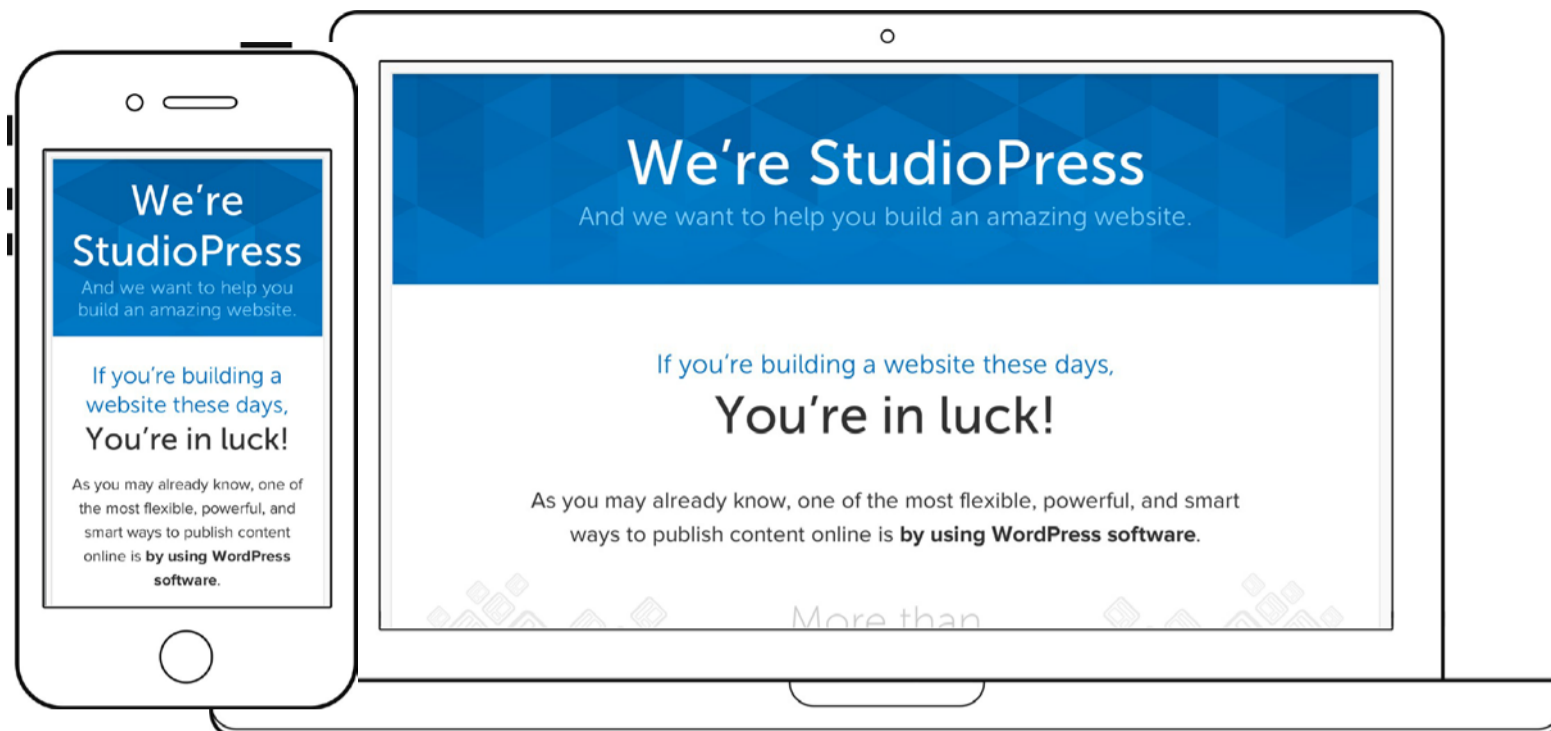 We're
StudioPress
And we want to help you
build an amazing website.
If you're building a
website these days,
You're in luck!
As you may already know, one of
the most flexible, powerful, and
smart ways to publish content
online is by using WordPress
software.
We're StudioPress
And we want to help you build an amazing website.
If you're building a website these days,
You're in luck!
As you may already know, one of the most flexible, powerful, and smart
ways to publish content online is by using WordPress software.
More than